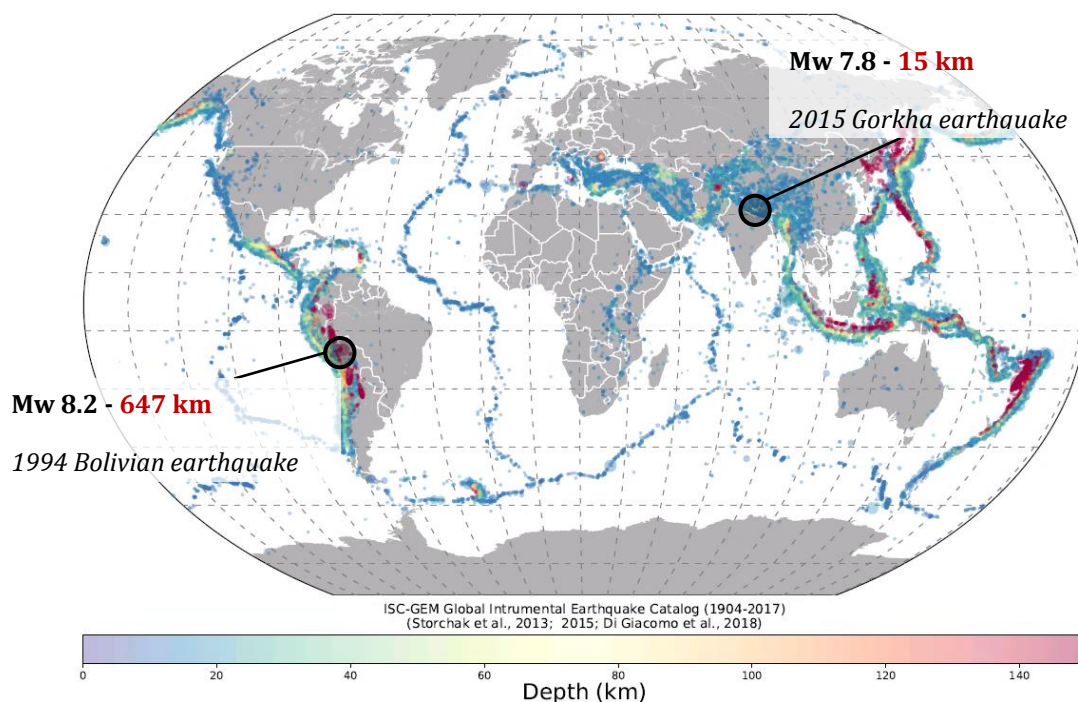 Mw 7.8 - 15 km
2015 Gorkha earthquake
Mw 8.2 - 647 km
1994 Bolivian earthquake
ISC-GEM Global Intrumental Earthquake Catalog (1904-2017)
(Storchak et al., 2013; 2015; Di Giacomo et al., 2018)
0 20 40 60 80 100 120 140
Depth (km)